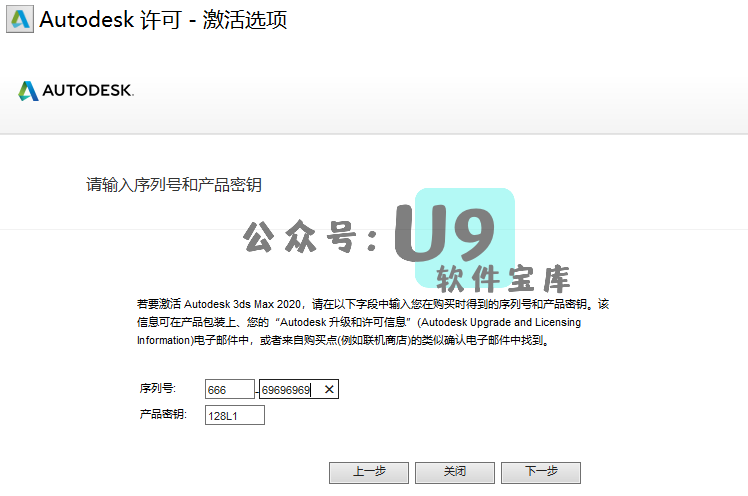 Autodesk 许可 - 激活选项
AUTODESK.
请输入序列号和产品密钥
公众号：U9
软件宝库
若要激活 Autodesk 3ds Max 2020，请在以下字段中输入您在购买时得到的序列号和产品密钥。该
信息可在产品包装上、您的“Autodesk 升级和许可信息”(Autodesk Upgrade and Licensing
Information)电子邮件中，或者来自购买点(例如联机商店)的类似确认电子邮件中找到。
序列号: 666 - 69696969 ✕
产品密钥: 128L1
上一步 关闭 下一步